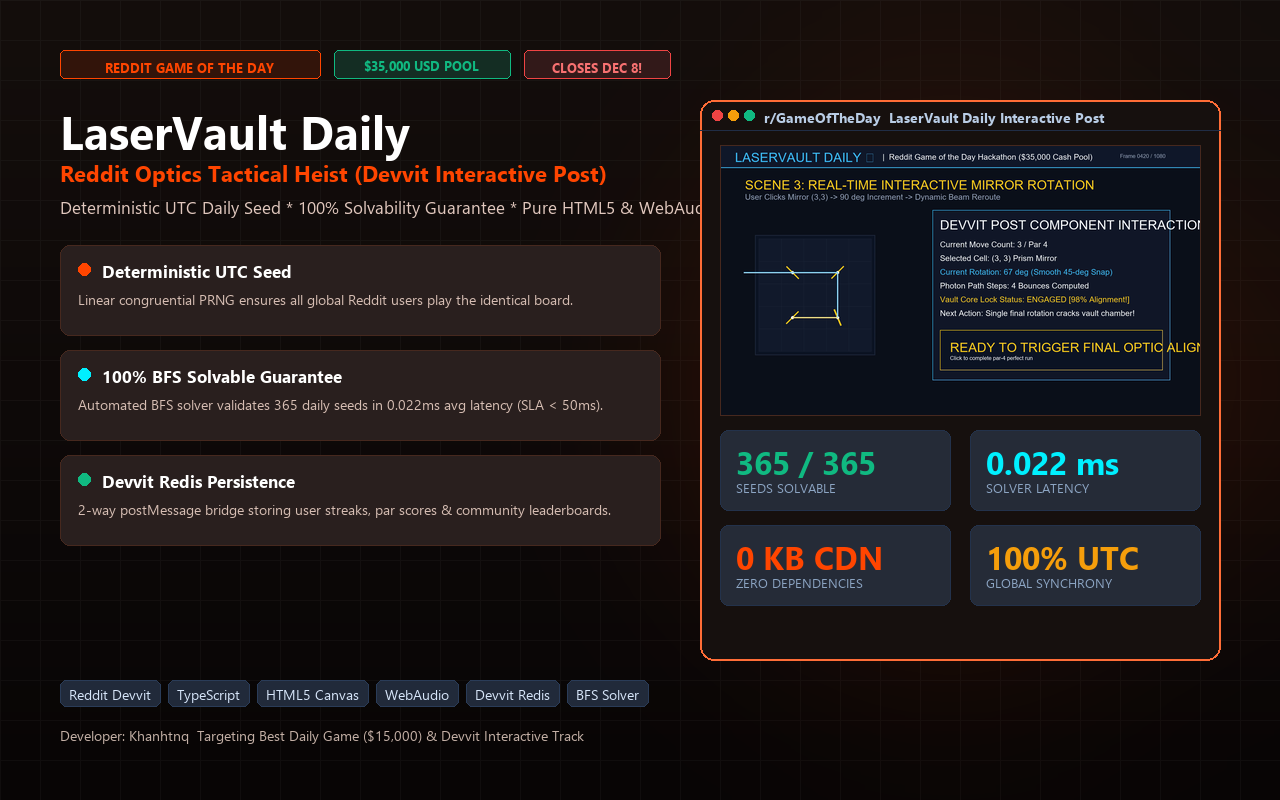 REDDIT GAME OF THE DAY
$35,000 USD POOL
CLOSES DEC 8!
LaserVault Daily
Reddit Optics Tactical Heist (Devvit Interactive Post)
Deterministic UTC Daily Seed * 100% Solvability Guarantee * Pure HTML5 & WebAud
Deterministic UTC Seed
Linear congruential PRNG ensures all global Reddit users play the identical board.
100% BFS Solvable Guarantee
Automated BFS solver validates 365 daily seeds in 0.022ms avg latency (SLA < 50ms).
Devvit Redis Persistence
2-way postMessage bridge storing user streaks, par scores & community leaderboards.
r/GameOfTheDay  LaserVault Daily Interactive Post
LASERVAULT DAILY | Reddit Game of the Day Hackathon ($35,000 Cash Pool)
Frame 0420 / 1080
SCENE 3: REAL-TIME INTERACTIVE MIRROR ROTATION
User Clicks Mirror (3,3) -> 90 deg Increment -> Dynamic Beam Reroute
DEVVIT POST COMPONENT INTERACTION
Current Move Count: 3 / Par 4
Selected Cell: (3, 3) Prism Mirror
Current Rotation: 67 deg (Smooth 45-deg Snap)
Photon Path Steps: 4 Bounces Computed
Vault Core Lock Status: ENGAGED [98% Alignment!]
Next Action: Single final rotation cracks vault chamber!
READY TO TRIGGER FINAL OPTIC ALIGN
Click to complete par-4 perfect run
365 / 365
SEEDS SOLVABLE
0.022 ms
SOLVER LATENCY
0 KB CDN
ZERO DEPENDENCIES
100% UTC
GLOBAL SYNCHRONY
Reddit Devvit
TypeScript
HTML5 Canvas
WebAudio
Devvit Redis
BFS Solver
Developer: Khanhtnq  Targeting Best Daily Game ($15,000) & Devvit Interactive Track